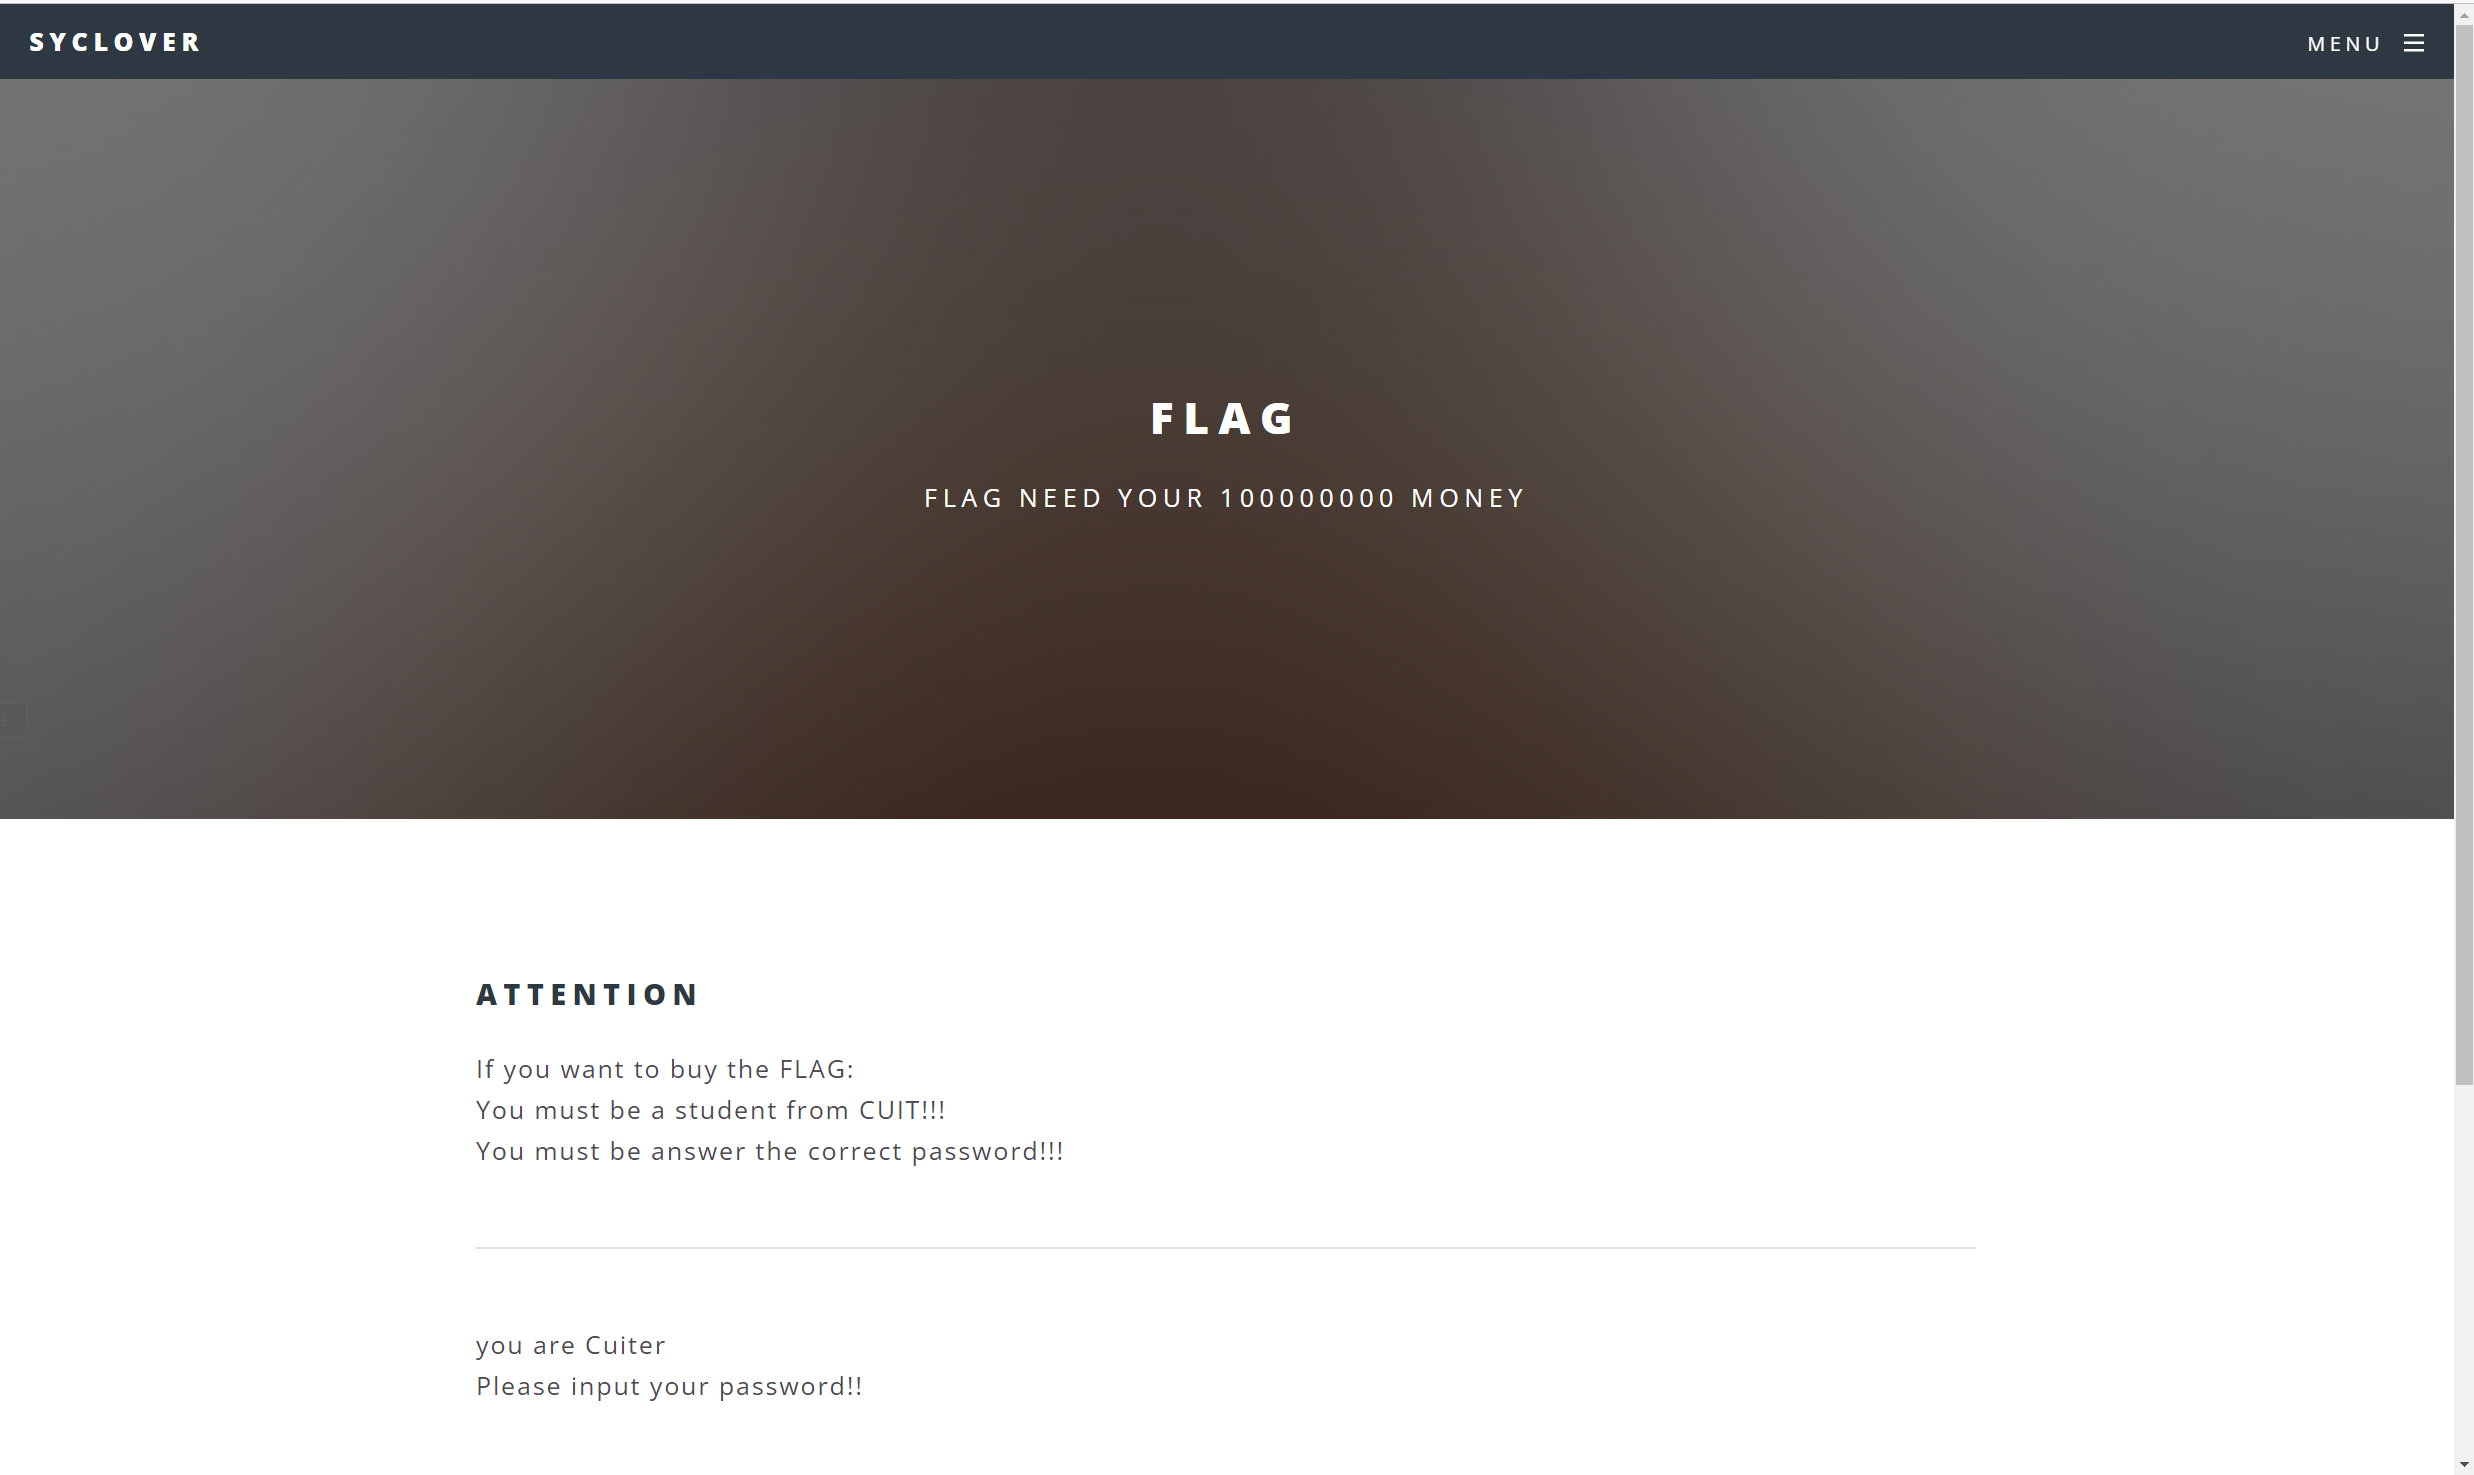 SYCLOVER
MENU
FLAG
FLAG NEED YOUR 100000000 MONEY
ATTENTION
If you want to buy the FLAG:
You must be a student from CUIT!!!
You must be answer the correct password!!!
you are Cuiter
Please input your password!!